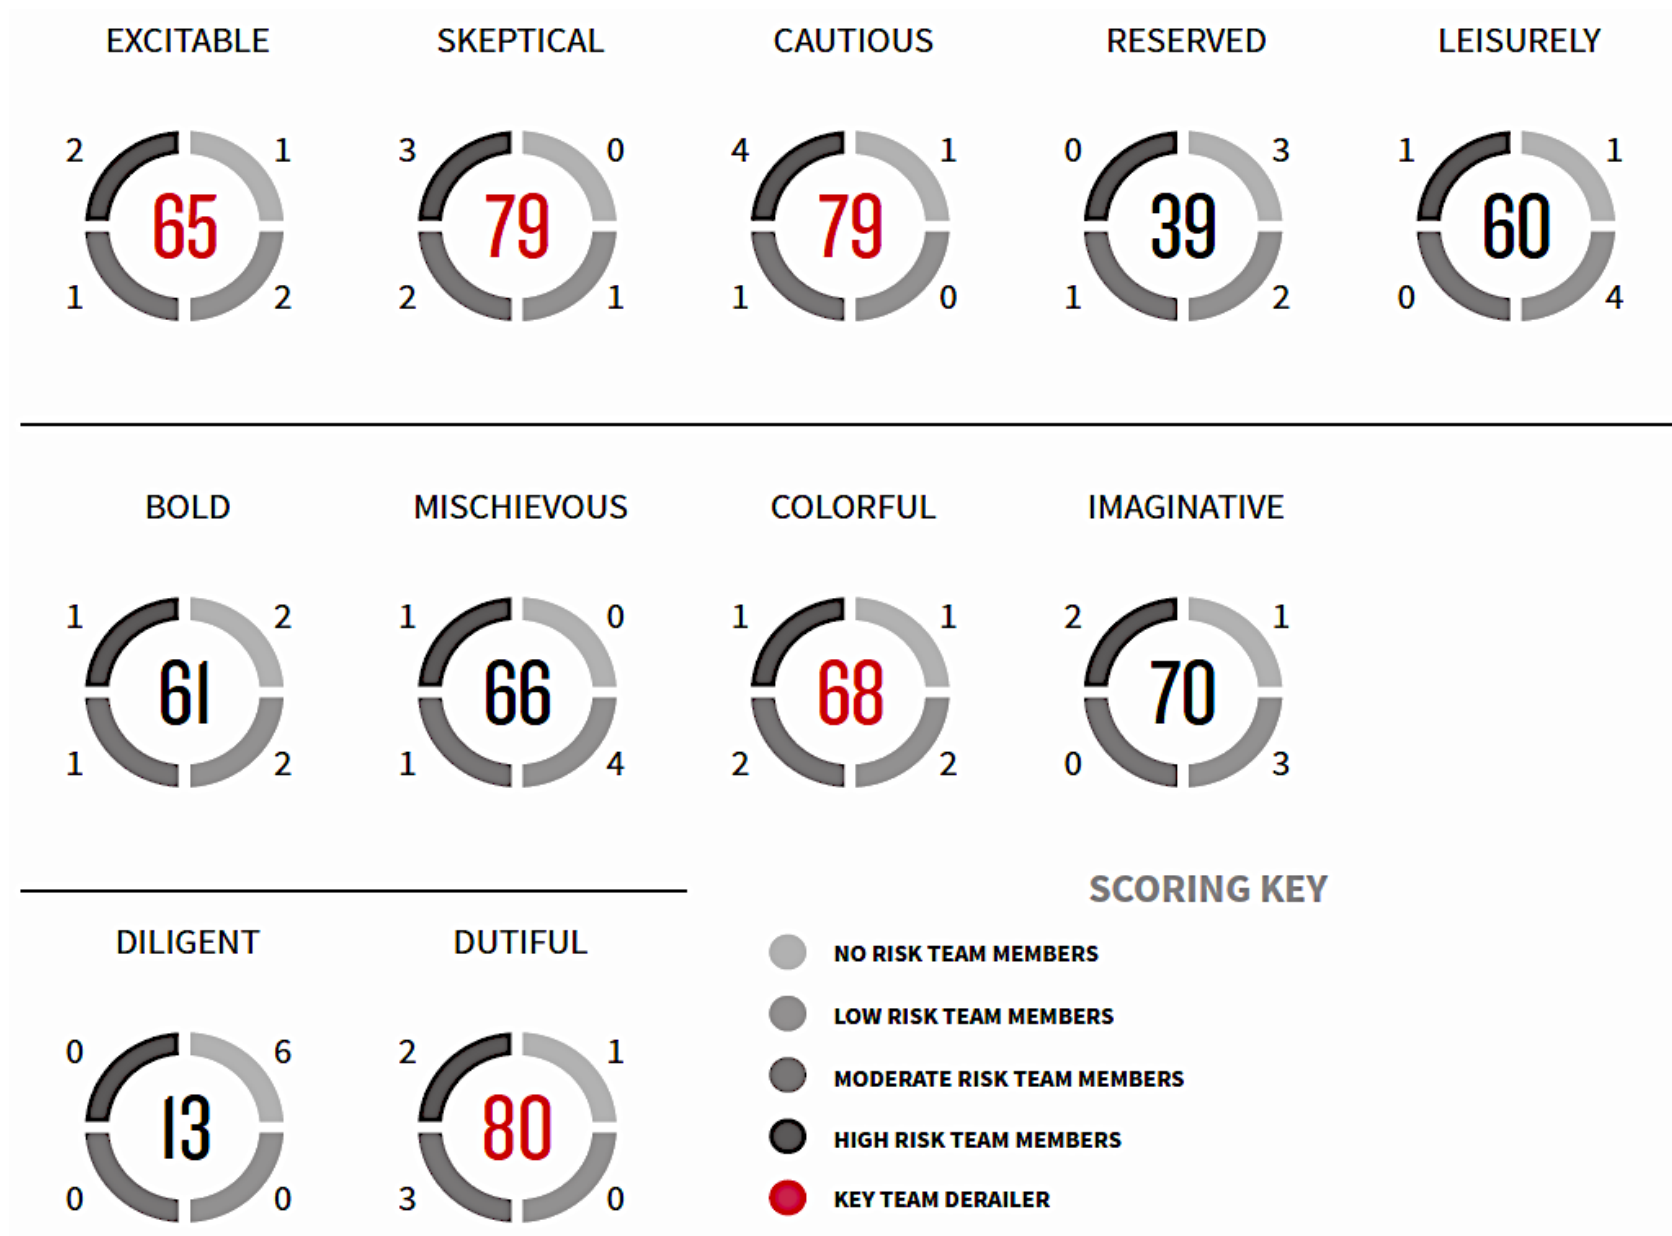 EXCITABLE SKEPTICAL CAUTIOUS RESERVED LEISURELY
2 1 3 0 4 1 0 3 1 1
65 79 79 39 60
1 2 2 1 1 0 1 2 0 4
BOLD MISCHIEVOUS COLORFUL IMAGINATIVE
1 2 1 0 1 1 2 1
61 66 68 70
1 2 1 4 2 2 0 3
SCORING KEY
DILIGENT DUTIFUL
0 6 2 1
13 80
0 0 3 0
NO RISK TEAM MEMBERS
LOW RISK TEAM MEMBERS
MODERATE RISK TEAM MEMBERS
HIGH RISK TEAM MEMBERS
KEY TEAM DERAILER